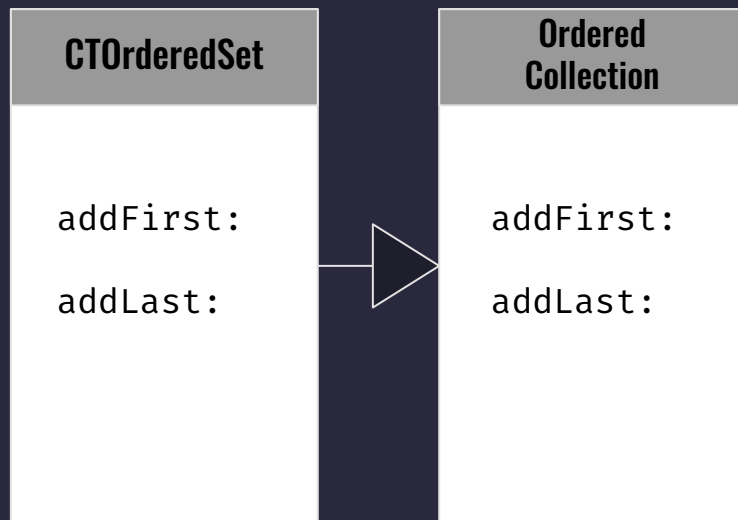 CTOrderedSet
addFirst:
addLast:
Ordered
Collection
addFirst:
addLast: